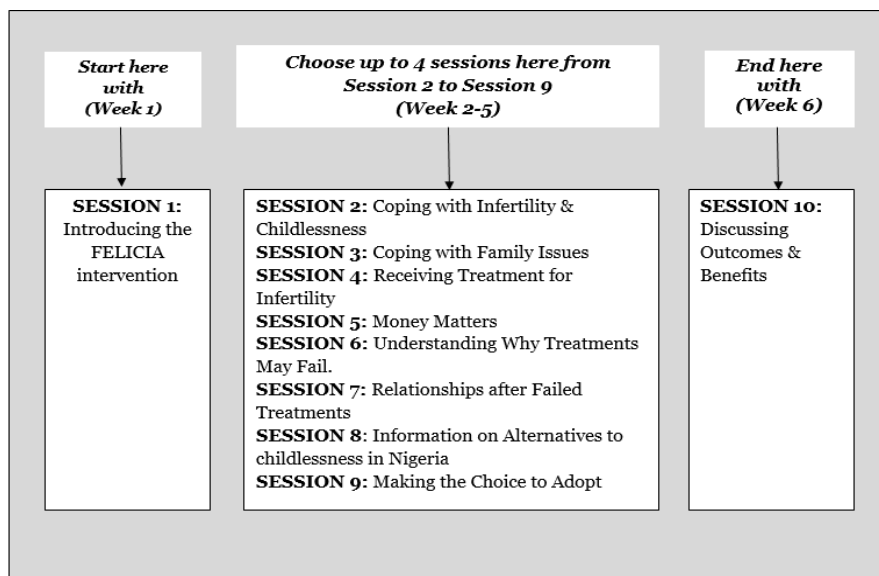 Start here
with
(Week 1)
Choose up to 4 sessions here from
Session 2 to Session 9
(Week 2-5)
End here
with
(Week 6)
SESSION 1:
Introducing the
FELICIA
intervention
SESSION 2: Coping with Infertility &
Childlessness
SESSION 3: Coping with Family Issues
SESSION 4: Receiving Treatment for
Infertility
SESSION 5: Money Matters
SESSION 6: Understanding Why Treatments
May Fail.
SESSION 7: Relationships after Failed
Treatments
SESSION 8: Information on Alternatives to
childlessness in Nigeria
SESSION 9: Making the Choice to Adopt
SESSION 10:
Discussing
Outcomes &
Benefits